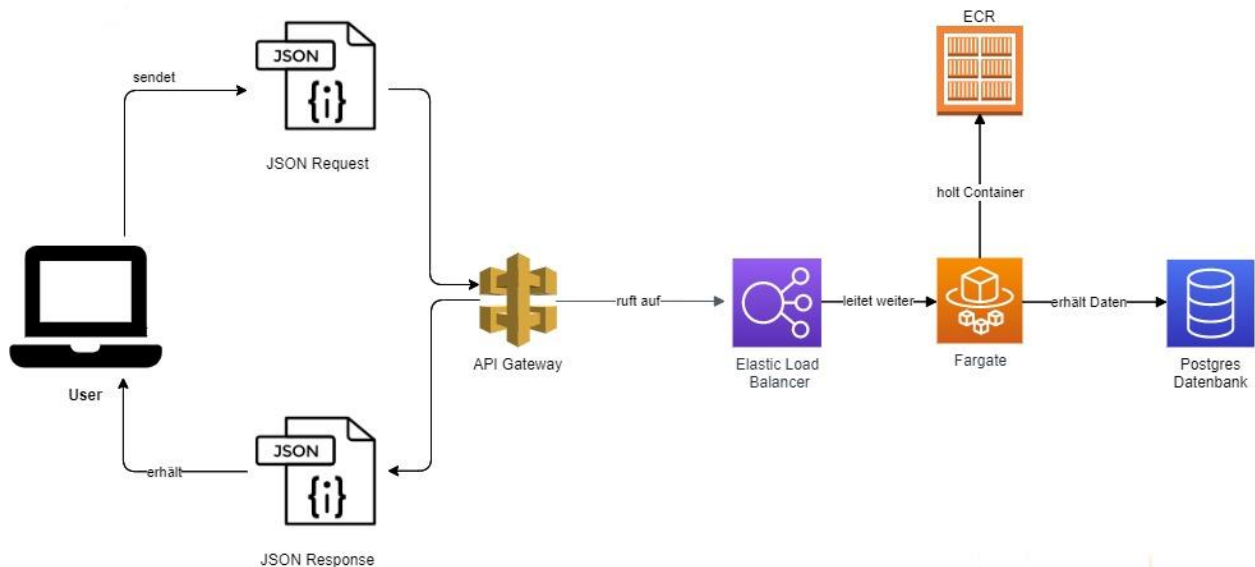 ECR
JSON
sendet
{i}
JSON Request
holt Container
ruft auf
leitet weiter
erhält Daten
API Gateway
Elastic Load
Balancer
Fargate
Postgres
Datenbank
User
JSON
erhält
{i}
JSON Response